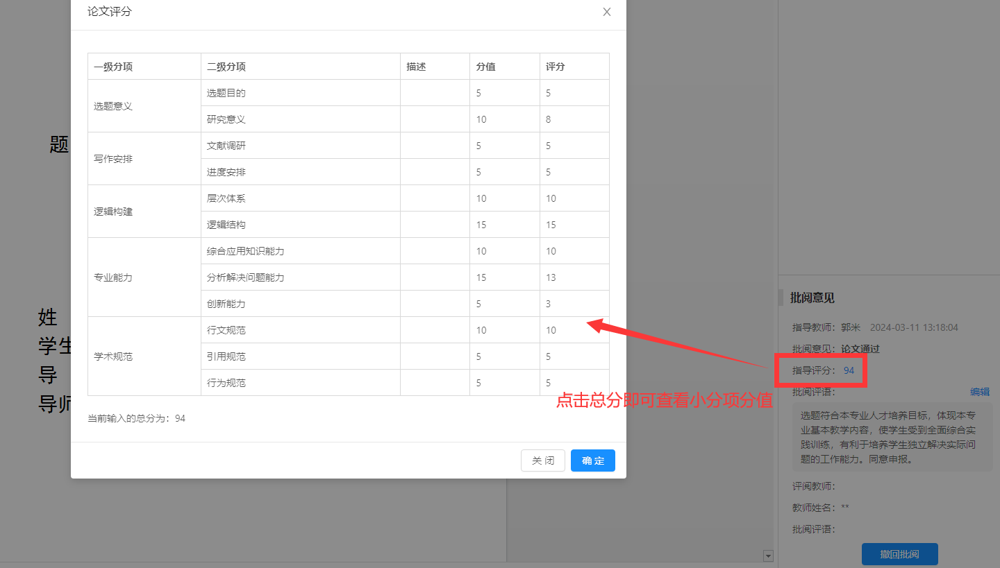 论文评分
X
一级分项 二级分项 描述 分值 评分
选题意义 选题目的 5 5
研究意义 10 8
写作安排 文献调研 5 5
进度安排 5 5
逻辑构建 层次体系 10 10
逻辑结构 15 15
专业能力 综合应用知识能力 10 10
分析解决问题能力 15 13
创新能力 5 3
学术规范 行文规范 10 10
引用规范 5 5
行为规范 5 5
当前输入的总分为：94
关 闭 确 定
点击总分即可查看小分项分值
题
姓
学生
导
导师
批阅意见
指导教师：郭米 2024-03-11 13:18:04
批阅意见：论文通过
指导评分：94
批阅评语： 编辑
选题符合本专业人才培养目标，体现本专
业基本教学内容，使学生受到全面综合实
践训练，有利于培养学生独立解决实际问
题的工作能力。同意申报。
评阅教师：
教师姓名：**
批阅评语：
撤回批阅